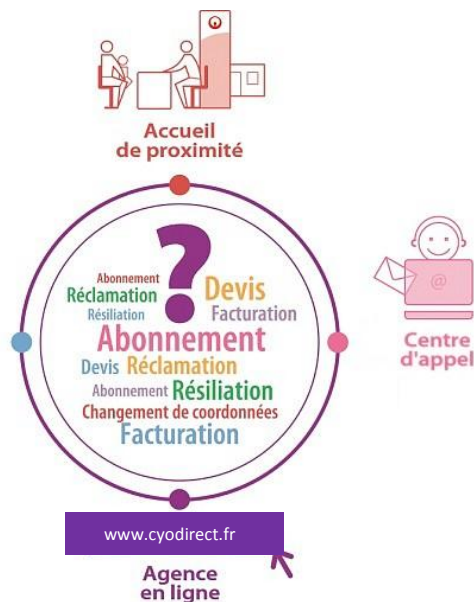 Accueil
de proximité
?
Abonnement
Devis
Réclamation
Résiliation
Facturation
Abonnement
Devis Réclamation
Abonnement Résiliation
Changement de coordonnées
Facturation
@
Centre
d'appel
www.cyodirect.fr
Agence
en ligne